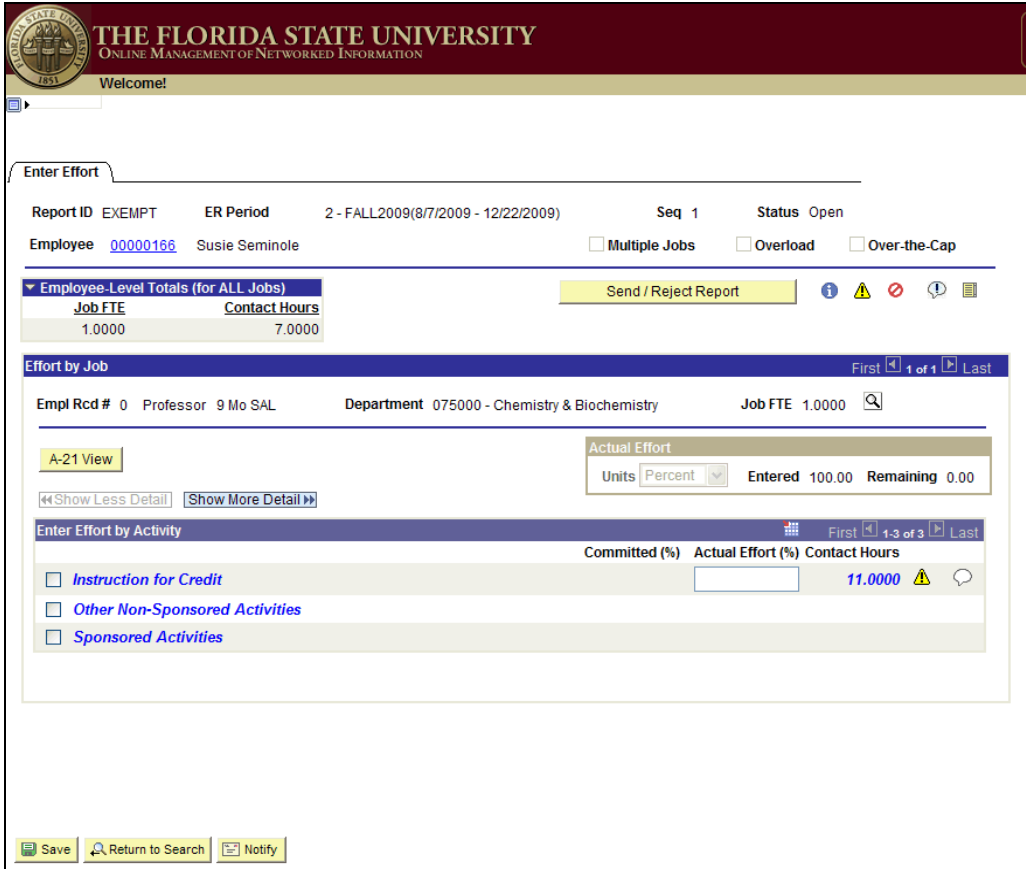 THE FLORIDA STATE UNIVERSITY
ONLINE MANAGEMENT OF NETWORKED INFORMATION
FLORIDA STATE UNIVERSITY
1851
Welcome!
Enter Effort
Report ID EXEMPT ER Period 2 - FALL2009(8/7/2009 - 12/22/2009) Seq 1 Status Open
Employee 00000166 Susie Seminole Multiple Jobs Overload Over-the-Cap
Employee-Level Totals (for ALL Jobs)
Send / Reject Report
Job FTE Contact Hours
1.0000 7.0000
Effort by Job First 1 of 1 Last
Empl Rcd # 0 Professor 9 Mo SAL Department 075000 - Chemistry & Biochemistry Job FTE 1.0000
A-21 View
Actual Effort
Units Percent Entered 100.00 Remaining 0.00
Show Less Detail Show More Detail
Enter Effort by Activity First 1-3 of 3 Last
Committed (%) Actual Effort (%) Contact Hours
Instruction for Credit 11.0000
Other Non-Sponsored Activities
Sponsored Activities
Save Return to Search Notify